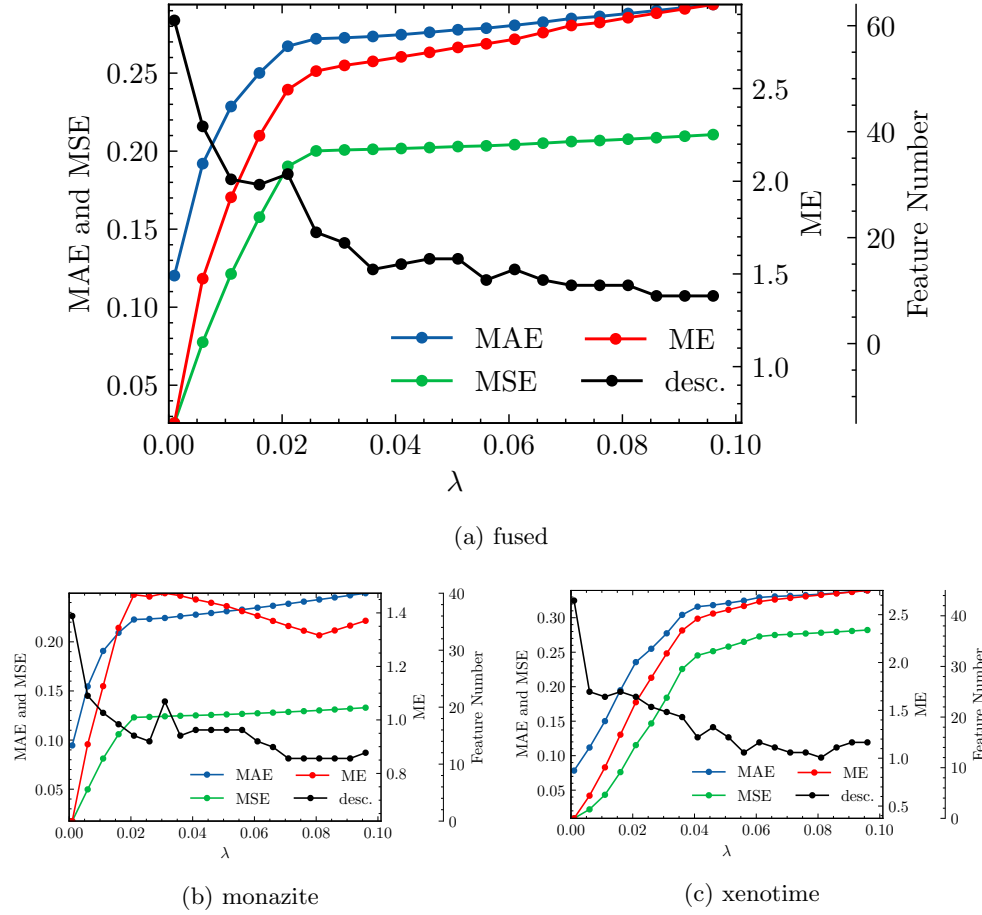 MAE and MSE
0.25
0.20
0.15
0.10
0.05
0.00
0.02
0.04
0.06
0.08
0.10
λ
MAE
ME
MSE
desc.
2.5
2.0
1.5
1.0
ME
60
40
20
0
Feature Number
(a) fused
MAE and MSE
0.20
0.15
0.10
0.05
0.00
0.02
0.04
0.06
0.08
0.10
λ
MAE
ME
MSE
desc.
1.4
1.2
1.0
0.8
ME
40
30
20
10
0
Feature Number
(b) monazite
MAE and MSE
0.30
0.25
0.20
0.15
0.10
0.05
0.00
0.02
0.04
0.06
0.08
0.10
λ
MAE
ME
MSE
desc.
2.5
2.0
1.5
1.0
0.5
ME
40
30
20
10
0
Feature Number
(c) xenotime